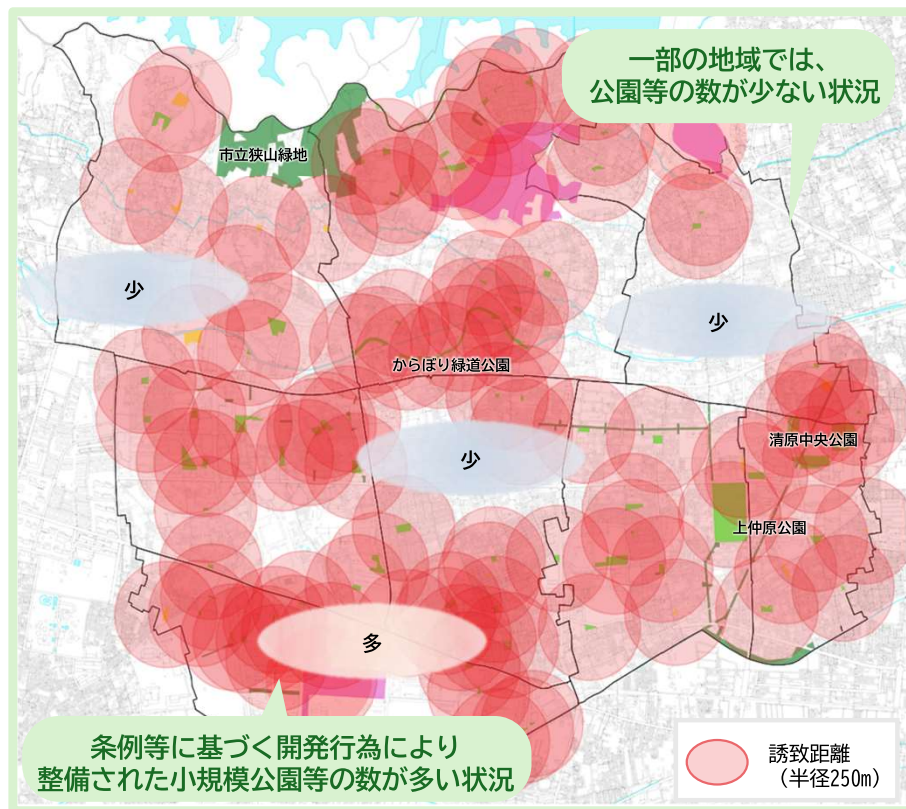 一部の地域では、
公園等の数が少ない状況
市立狭山緑地
少
少
からぼり緑道公園
清原中央公園
少
上仲原公園
多
条例等に基づく開発行為により
整備された小規模公園等の数が多い状況
誘致距離
（半径250m）